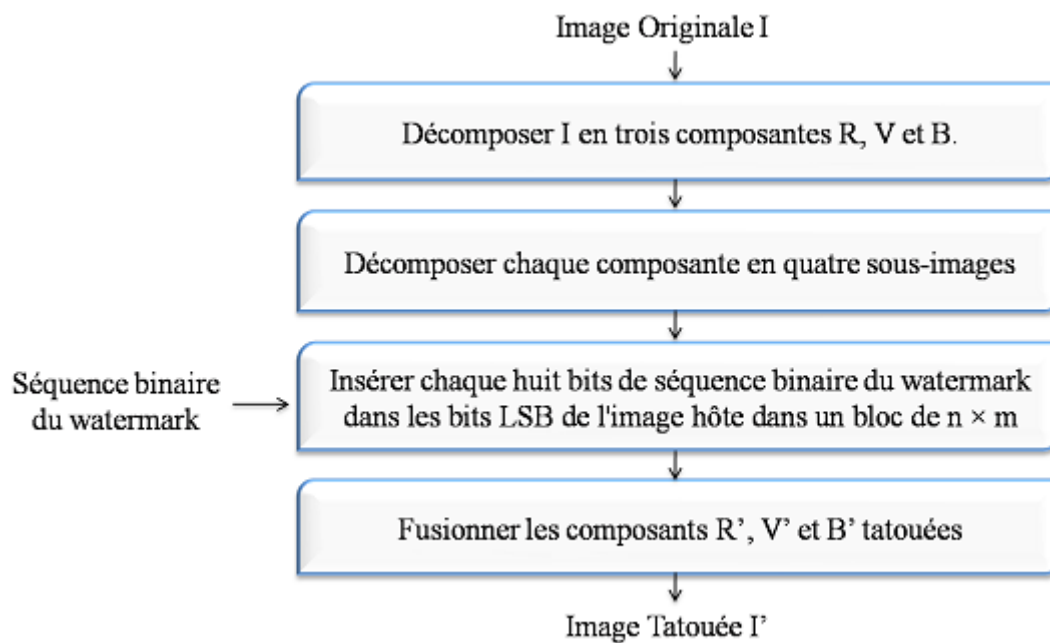 Image Originale I
Décomposer I en trois composantes R, V et B.
Décomposer chaque composante en quatre sous-images
Séquence binaire
du watermark
Insérer chaque huit bits de séquence binaire du watermark
dans les bits LSB de l'image hôte dans un bloc de n × m
Fusionner les composants R’, V’ et B’ tatouées
Image Tatouée I’